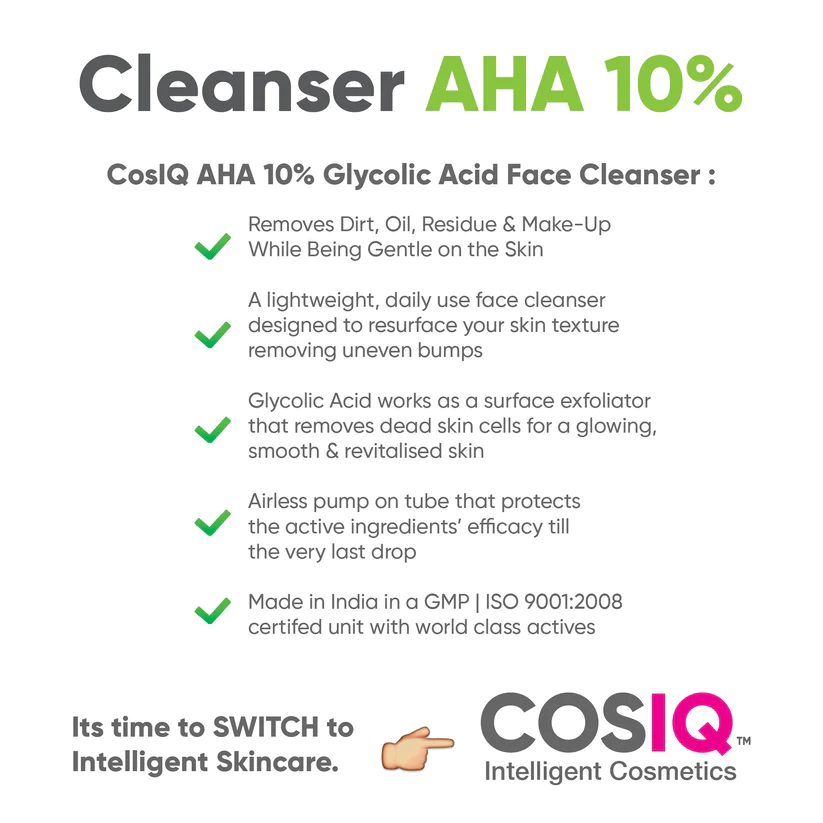 Cleanser AHA 10%
CosIQ AHA 10% Glycolic Acid Face Cleanser :
Removes Dirt, Oil, Residue & Make-Up
While Being Gentle on the Skin
A lightweight, daily use face cleanser
designed to resurface your skin texture
removing uneven bumps
Glycolic Acid works as a surface exfoliator
that removes dead skin cells for a glowing,
smooth & revitalised skin
Airless pump on tube that protects
the active ingredients' efficacy till
the very last drop
Made in India in a GMP | ISO 9001:2008
certifed unit with world class actives
Its time to SWITCH to
Intelligent Skincare.
COSIQ™
Intelligent Cosmetics